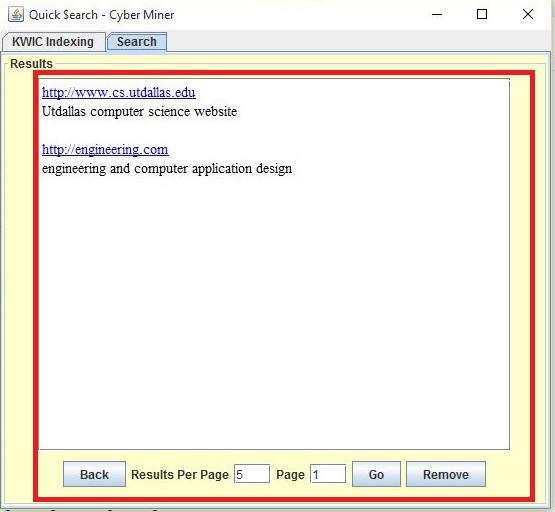 Quick $earch - Cyber Miner
KWIC Indexing Search
Results
http://www.cs.utdallas.edu
Utdallas computer science website
http://engineering.com
engineering and computer application design
Back Results Per Page 5 Page 1 Go Remove